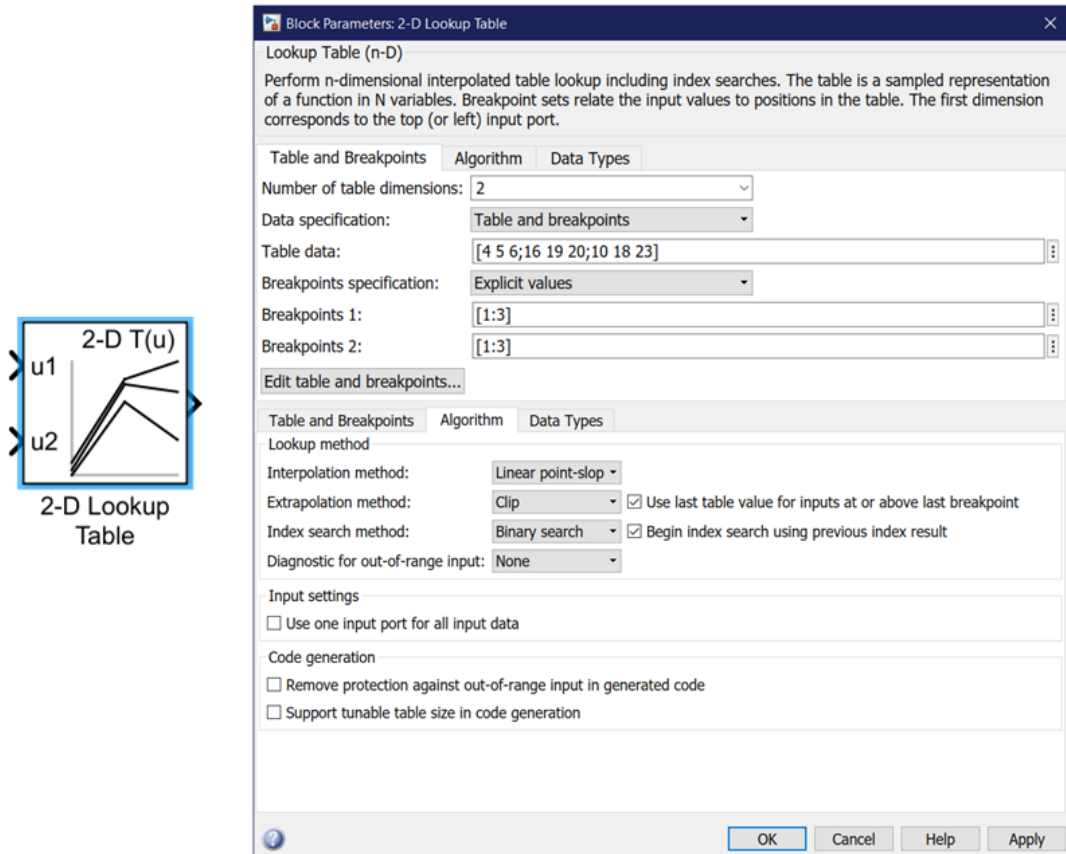 Block Parameters: 2-D Lookup Table
Lookup Table (n-D)
Perform n-dimensional interpolated table lookup including index searches. The table is a sampled representation
of a function in N variables. Breakpoint sets relate the input values to positions in the table. The first dimension
corresponds to the top (or left) input port.
Table and Breakpoints Algorithm Data Types
Number of table dimensions: 2
Data specification: Table and breakpoints
Table data: [4 5 6;16 19 20;10 18 23]
Breakpoints specification: Explicit values
Breakpoints 1: [1:3]
Breakpoints 2: [1:3]
Edit table and breakpoints...
2-D T(u)
u1
u2
2-D Lookup
Table
Table and Breakpoints Algorithm Data Types
Lookup method
Interpolation method: Linear point-slop
Extrapolation method: Clip Use last table value for inputs at or above last breakpoint
Index search method: Binary search Begin index search using previous index result
Diagnostic for out-of-range input: None
Input settings
Use one input port for all input data
Code generation
Remove protection against out-of-range input in generated code
Support tunable table size in code generation
? OK Cancel Help Apply